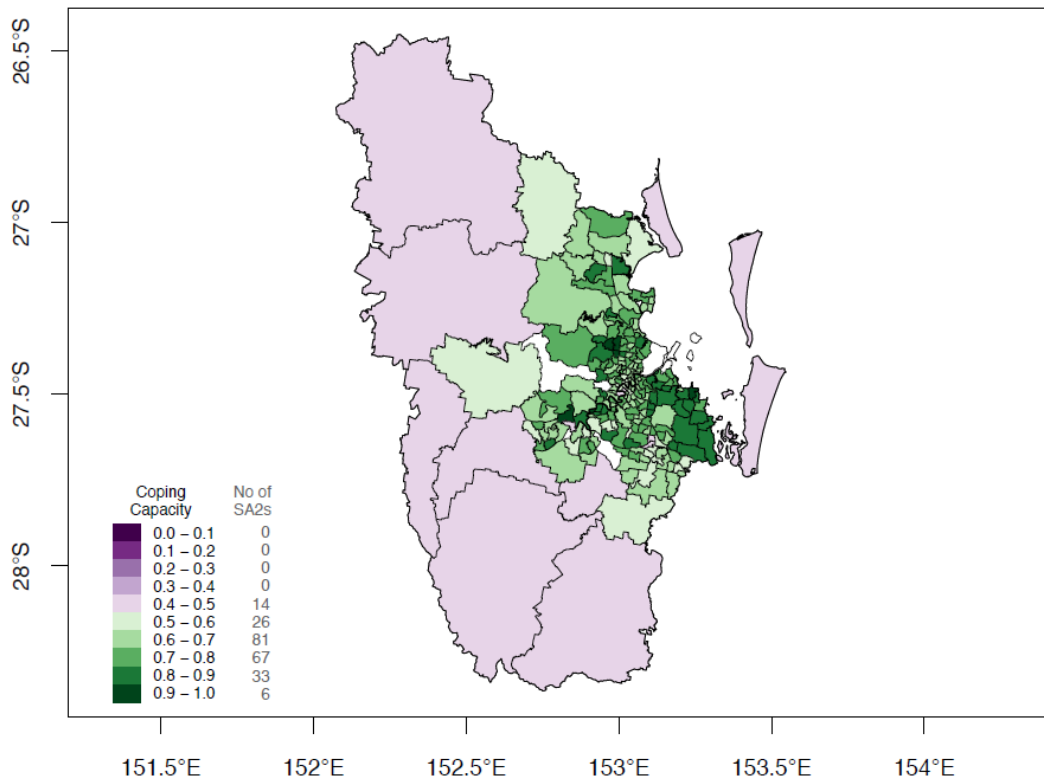 26.5°S
27°S
27.5°S
28°S
Coping Capacity No of SA2s
0.0 – 0.1 0
0.1 – 0.2 0
0.2 – 0.3 0
0.3 – 0.4 0
0.4 – 0.5 14
0.5 – 0.6 26
0.6 – 0.7 81
0.7 – 0.8 67
0.8 – 0.9 33
0.9 – 1.0 6
151.5°E 152°E 152.5°E 153°E 153.5°E 154°E